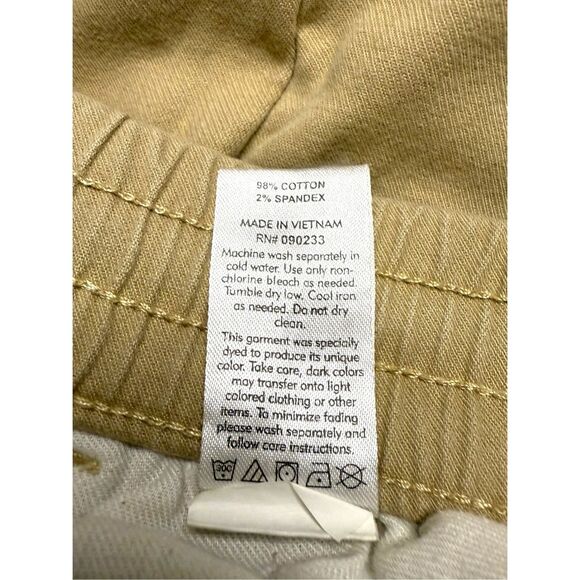 98% COTTON
2% SPANDEX
MADE IN VIETNAM
RN# 090233
Machine wash separately in
cold water. Use only non-
chlorine bleach as needed.
Tumble dry low. Cool iron
as needed. Do not dry
clean.
This garment was specially
dyed to produce its unique
color. Take care, dark colors
may transfer onto light
colored clothing or other
items. To minimize fading
please wash separately and
follow care instructions.